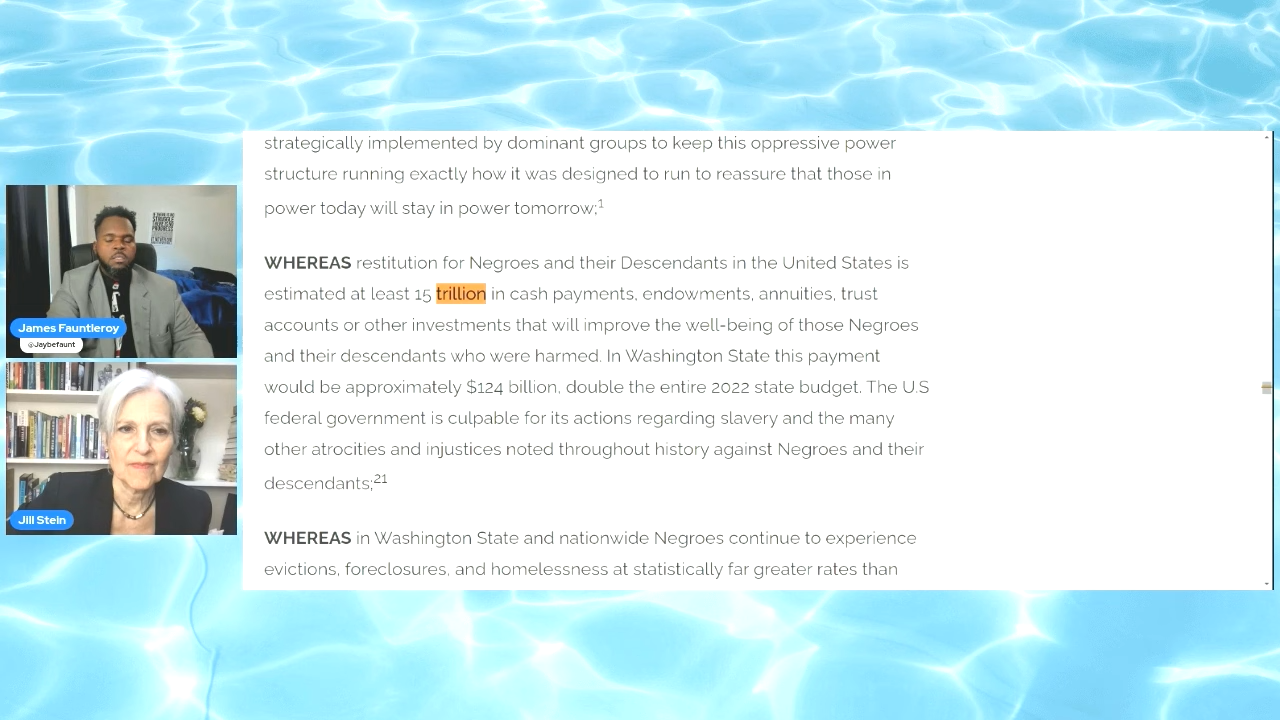 strategically implemented by dominant groups to keep this oppressive power
structure running exactly how it was designed to run to reassure that those in
power today will stay in power tomorrow;1
WHEREAS restitution for Negroes and their Descendants in the United States is
estimated at least 15 trillion in cash payments, endowments, annuities, trust
accounts or other investments that will improve the well-being of those Negroes
and their descendants who were harmed. In Washington State this payment
would be approximately $124 billion, double the entire 2022 state budget. The U.S
federal government is culpable for its actions regarding slavery and the many
other atrocities and injustices noted throughout history against Negroes and their
descendants;21
WHEREAS in Washington State and nationwide Negroes continue to experience
evictions, foreclosures, and homelessness at statistically far greater rates than
James Fauntleroy
@Jaybefaunt
Jill Stein